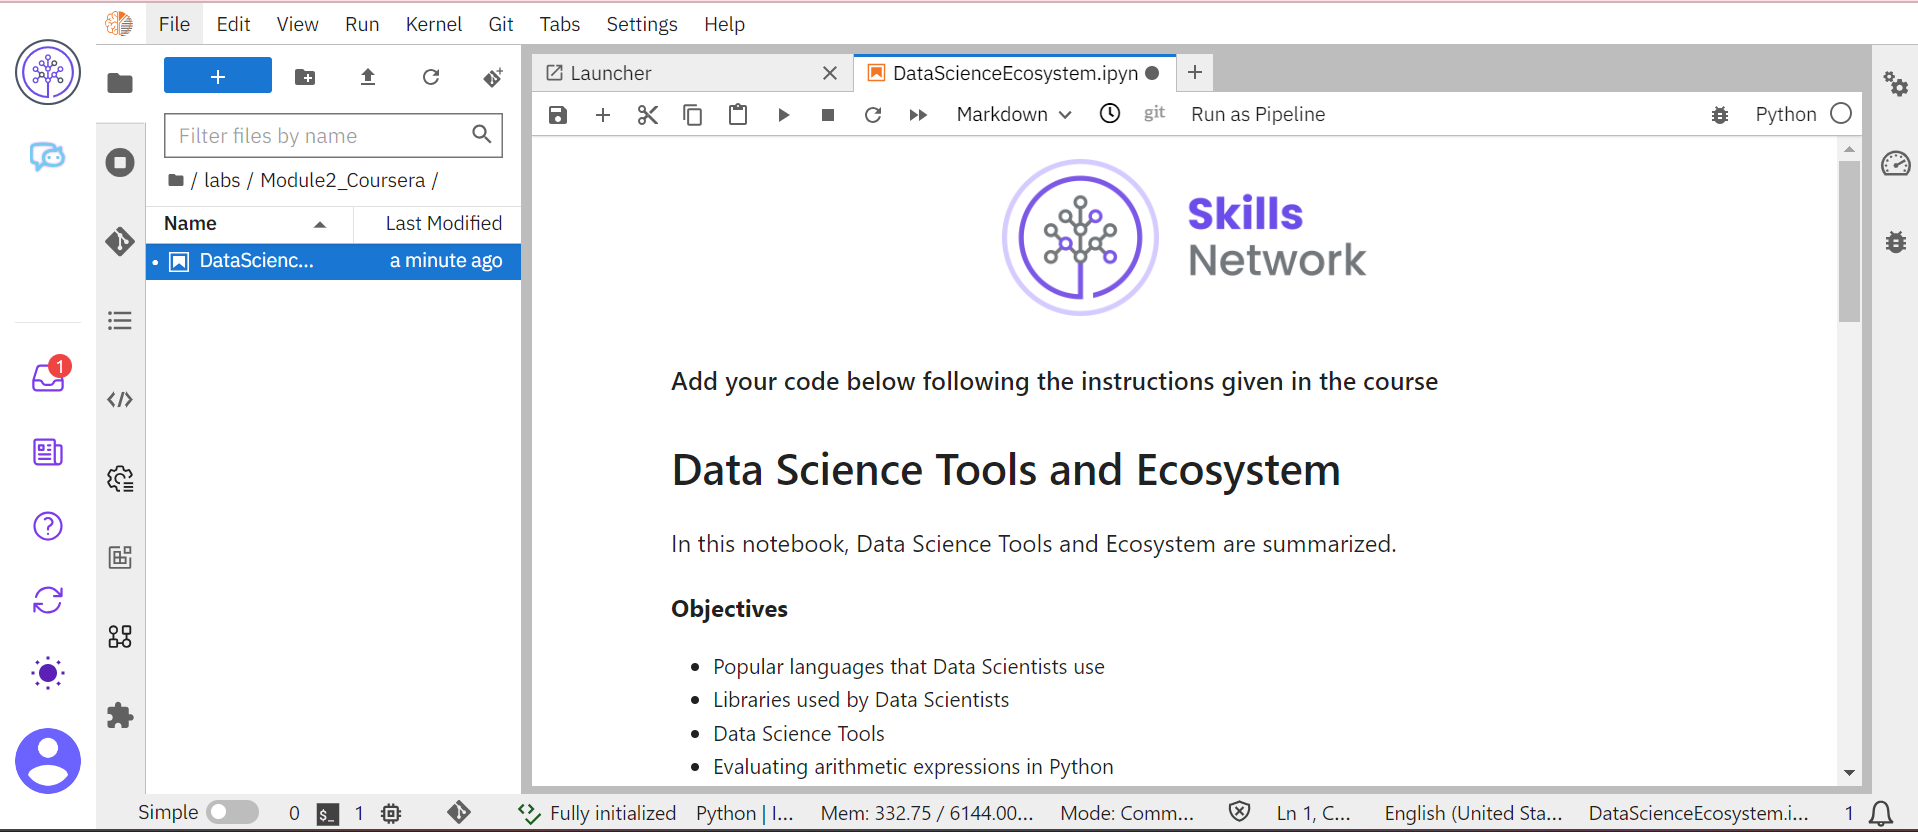 File Edit View Run Kernel Git Tabs Settings Help
Launcher
DataScienceEcosystem.ipyn
Markdown
git
Run as Pipeline
Python
Filter files by name
/ labs / Module2_Coursera /
Name Last Modified
DataScienc... a minute ago
Skills
Network
Add your code below following the instructions given in the course
Data Science Tools and Ecosystem
In this notebook, Data Science Tools and Ecosystem are summarized.
Objectives
Popular languages that Data Scientists use
Libraries used by Data Scientists
Data Science Tools
Evaluating arithmetic expressions in Python
1
Simple 0 $_ 1 Fully initialized Python | I... Mem: 332.75 / 6144.00... Mode: Comm... Ln 1, C... English (United Sta... DataScienceEcosystem.i... 1